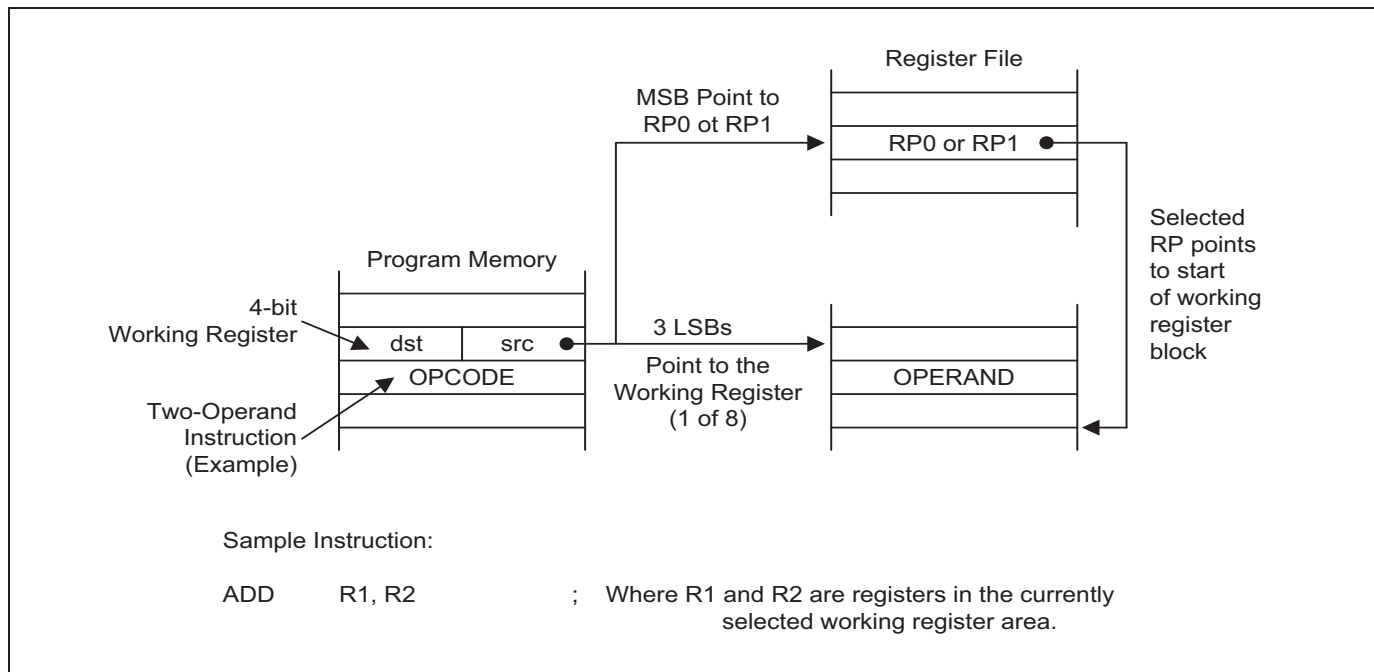 Register File
MSB Point to
RP0 ot RP1
RP0 or RP1
Selected
RP points
to start
of working
register
block
Program Memory
4-bit
Working Register
dst src
3 LSBs
OPCODE
Point to the
Working Register
(1 of 8)
OPERAND
Two-Operand
Instruction
(Example)
Sample Instruction:
ADD R1, R2 ; Where R1 and R2 are registers in the currently
selected working register area.